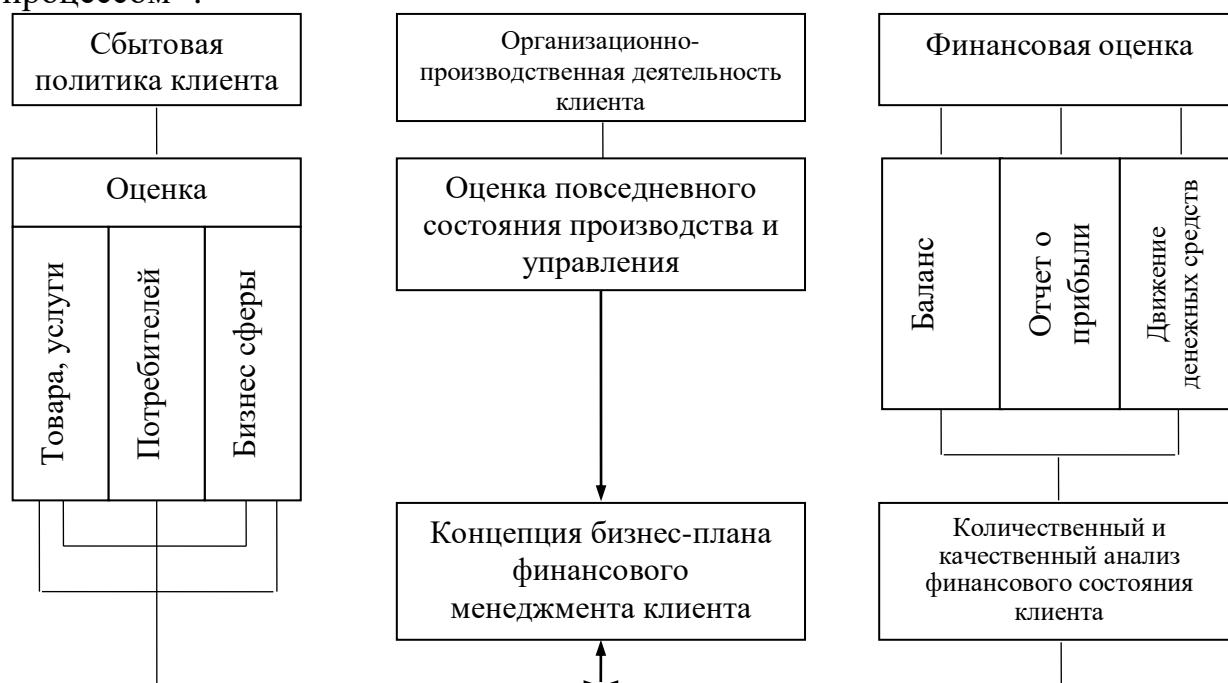 процессом".
Сбытовая
политика клиента
Организационно-
производственная деятельность
клиента
Финансовая оценка
Оценка
Товара, услуги
Потребителей
Бизнес сферы
Оценка повседневного
состояния производства и
управления
Баланс
Отчет о
прибыли
Движение
денежных средств
Концепция бизнес-плана
финансового
менеджмента клиента
Количественный и
качественный анализ
финансового состояния
клиента